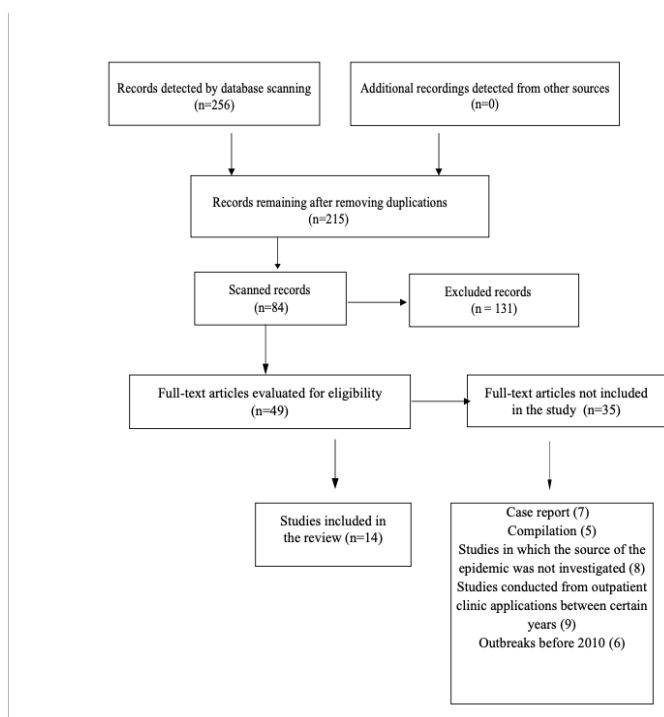 Records detected by database scanning
(n=256)
Additional recordings detected from other sources
(n=0)
Records remaining after removing duplications
(n=215)
Scanned records
(n=84)
Excluded records
(n = 131)
Full-text articles evaluated for eligibility
(n=49)
Full-text articles not included
in the study (n=35)
Studies included in
the review (n=14)
Case report (7)
Compilation (5)
Studies in which the source of the
epidemic was not investigated (8)
Studies conducted from outpatient
clinic applications between certain
years (9)
Outbreaks before 2010 (6)